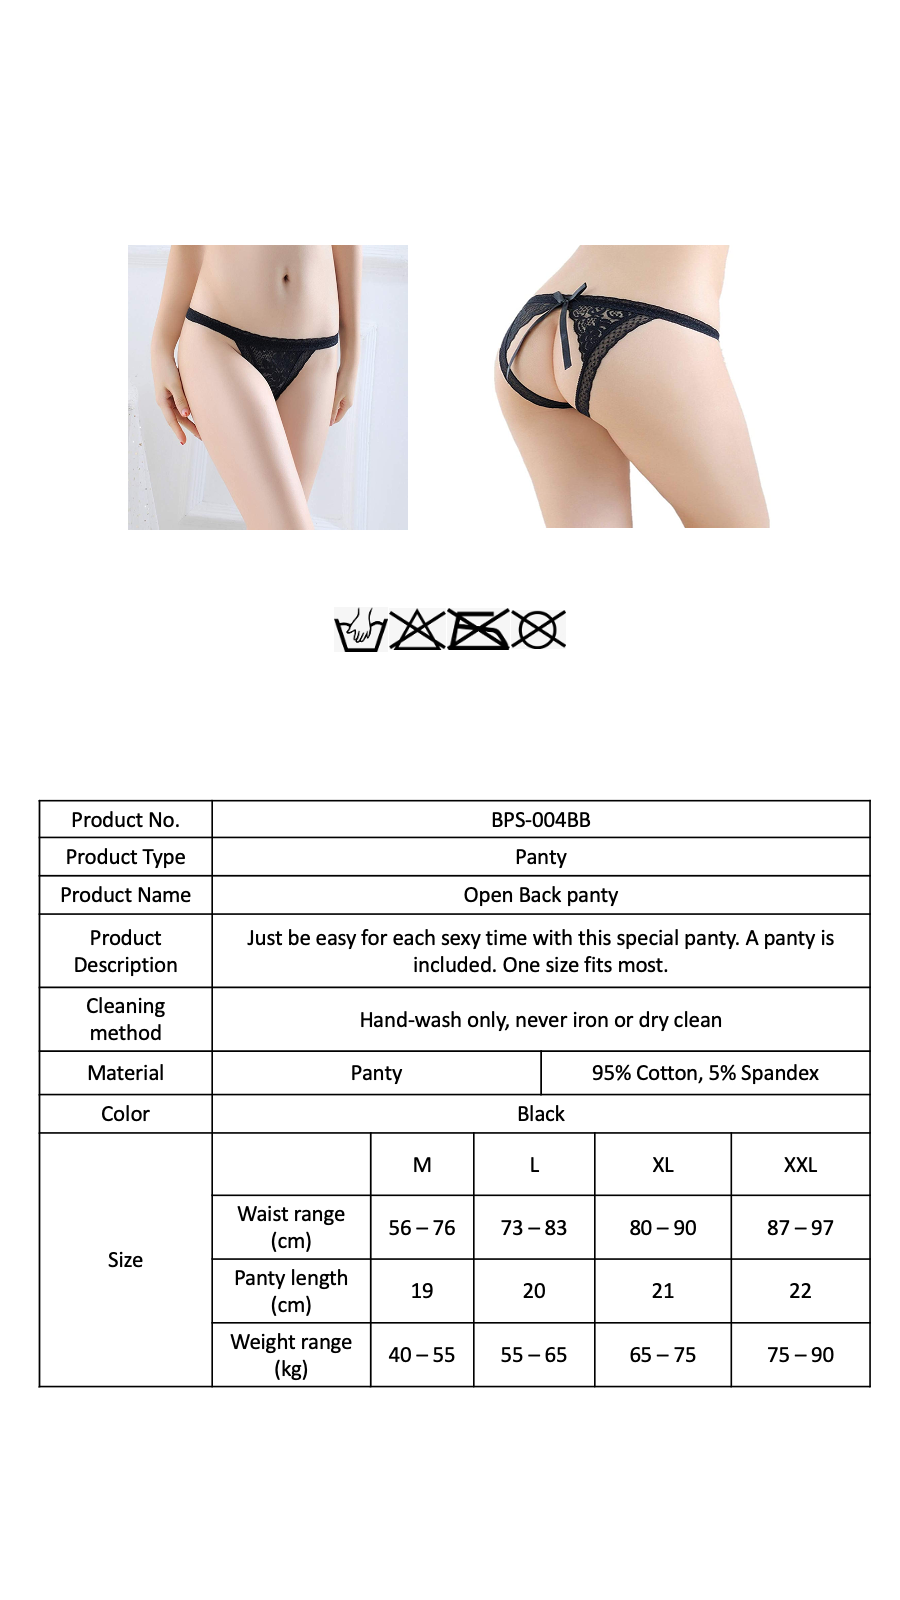 Product No.
BPS-004BB
Product Type
Panty
Product Name
Open Back panty
Product
Description
Just be easy for each sexy time with this special panty. A panty is
included. One size fits most.
Cleaning
method
Hand-wash only, never iron or dry clean
Material
Panty
95% Cotton, 5% Spandex
Color
Black
Size
M
L
XL
XXL
Waist range
(cm)
56 – 76
73 – 83
80 – 90
87 – 97
Panty length
(cm)
19
20
21
22
Weight range
(kg)
40 – 55
55 – 65
65 – 75
75 – 90